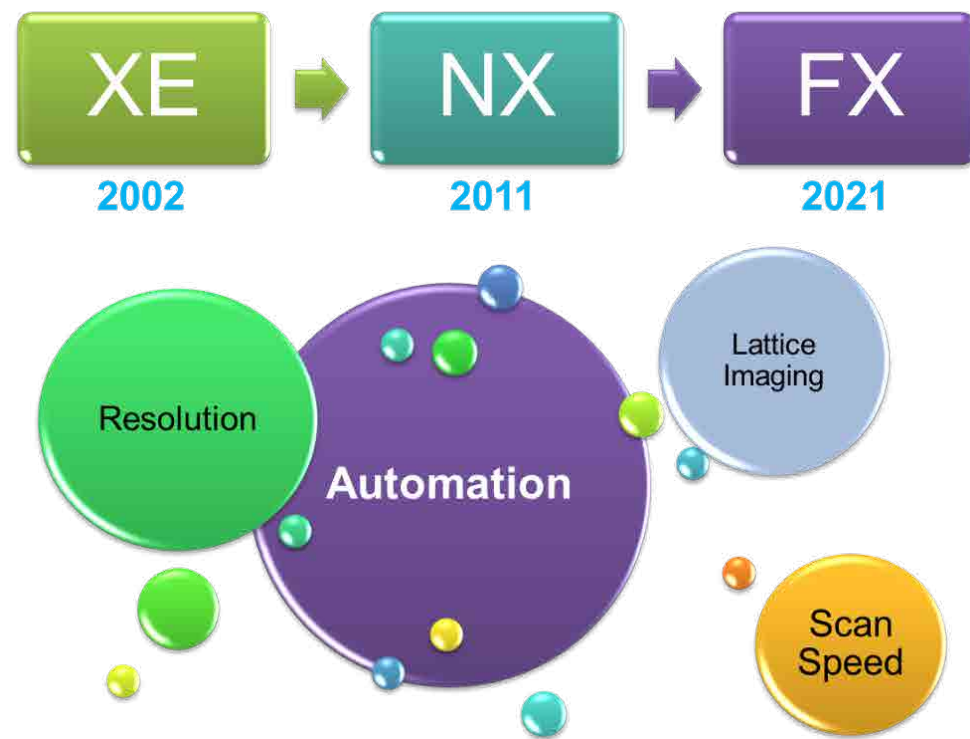 XE
NX
FX
2002
2011
2021
Resolution
Automation
Lattice
Imaging
Scan
Speed